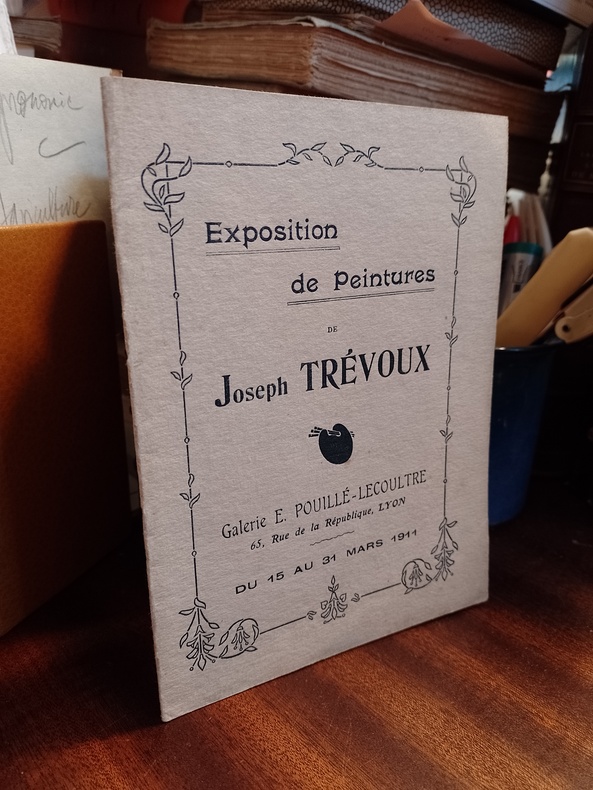 Exposition
de Peintures
DE
Joseph TRÉVOUX
Galerie E. POUILLÉ-LECOULTRE
65, Rue de la République, LYON
DU 15 AU 31 MARS 1911